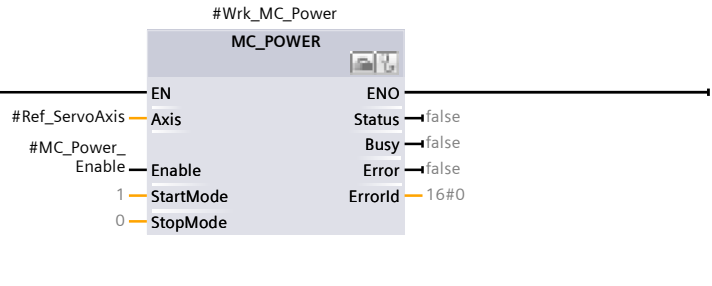 #Wrk_MC_Power
MC_POWER
EN ENO
#Ref_ServoAxis Axis Status false
#MC_Power_ Busy false
Enable Enable Error false
1 StartMode ErrorId 16#0
0 StopMode